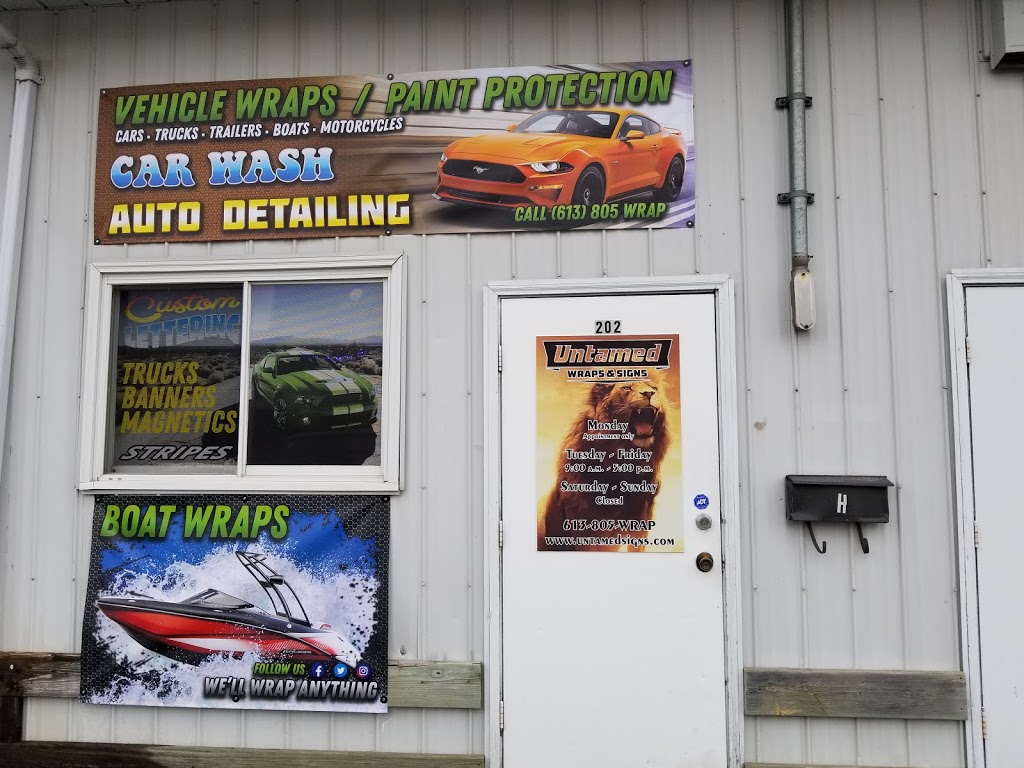 VEHICLE WRAPS / PAINT PROTECTION
CARS · TRUCKS · TRAILERS · BOATS · MOTORCYCLES
CAR WASH
AUTO DETAILING
CALL (613) 805 WRAP
Custom
LETTERING
TRUCKS
BANNERS
MAGNETICS
STRIPES
BOAT WRAPS
FOLLOW US
WE'LL WRAP ANYTHING
202
Untamed
WRAPS & SIGNS
Monday
Appointment only
Tuesday - Friday
9:00 a.m. - 5:00 p.m.
Saturday - Sunday
Closed
613-805-WRAP
www.untamedsigns.com
ADT
H